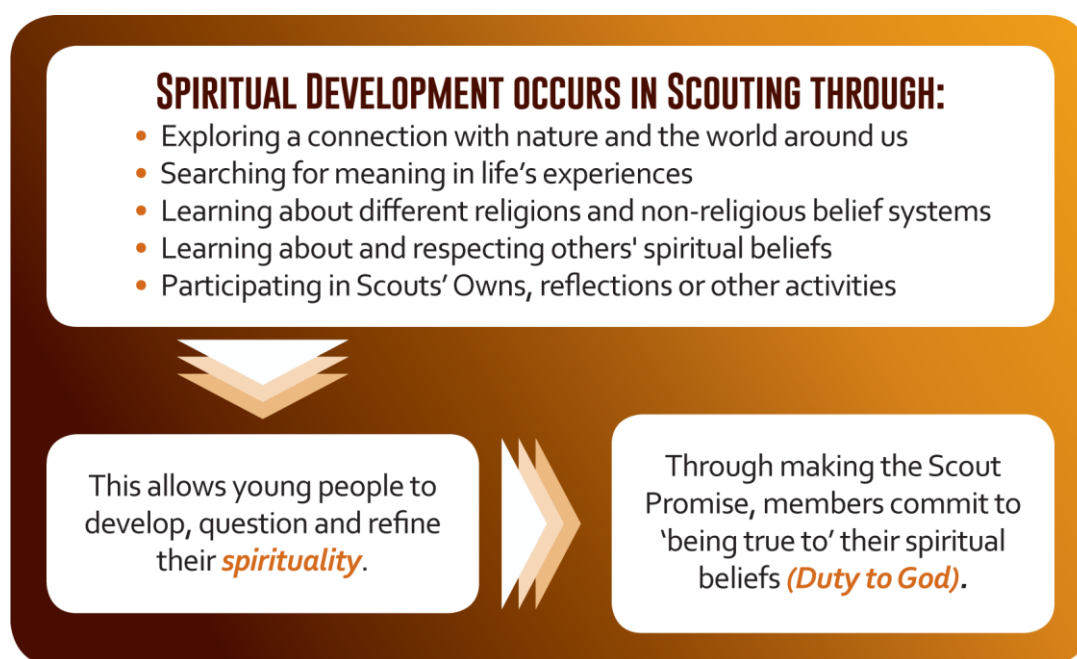 SPIRITUAL DEVELOPMENT OCCURS IN SCOUTING THROUGH:
• Exploring a connection with nature and the world around us
• Searching for meaning in life’s experiences
• Learning about different religions and non-religious belief systems
• Learning about and respecting others' spiritual beliefs
• Participating in Scouts’ Owns, reflections or other activities
This allows young people to
develop, question and refine
their spirituality.
Through making the Scout
Promise, members commit to
‘being true to’ their spiritual
beliefs (Duty to God).